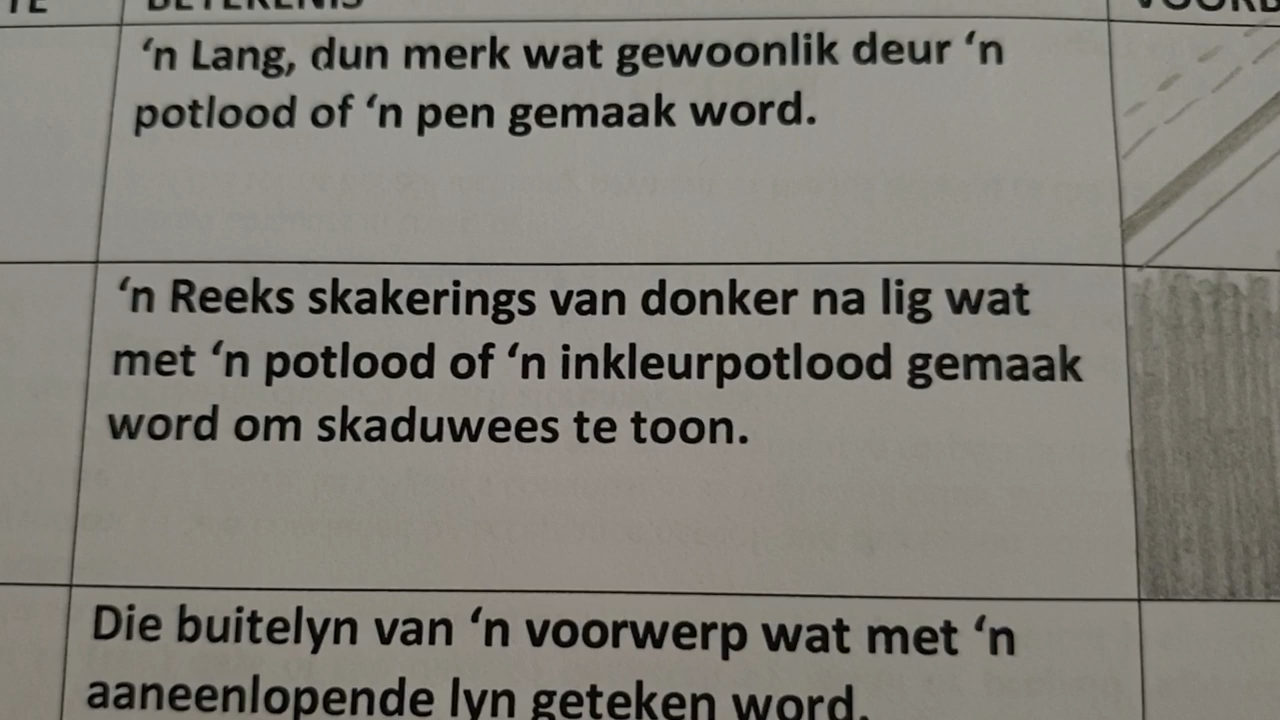 BETEKENIS
‘n Lang, dun merk wat gewoonlik deur ‘n
potlood of ‘n pen gemaak word.
‘n Reeks skakerings van donker na lig wat
met ‘n potlood of ‘n inkleurpotlood gemaak
word om skaduwees te toon.
Die buitelyn van ‘n voorwerp wat met ‘n
aaneenlopende lyn geteken word.